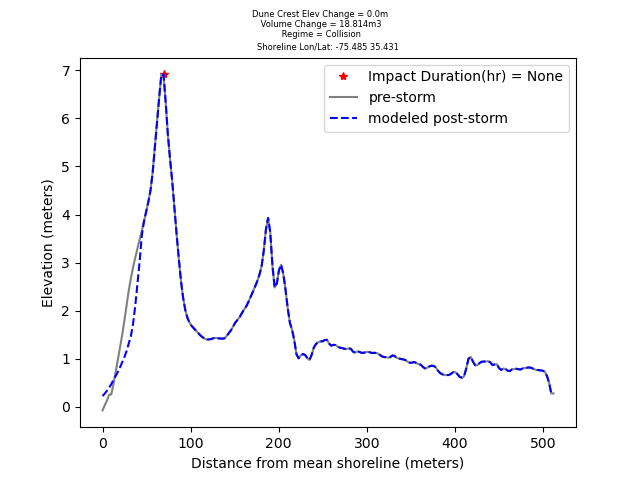 Dune Crest Elev Change = 0.0m
Volume Change = 18.814m3
Regime = Collision
Shoreline Lon/Lat: -75.485 35.431
Impact Duration(hr) = None
pre-storm
modeled post-storm
Elevation (meters)
7
6
5
4
3
2
1
0
0 100 200 300 400 500
Distance from mean shoreline (meters)